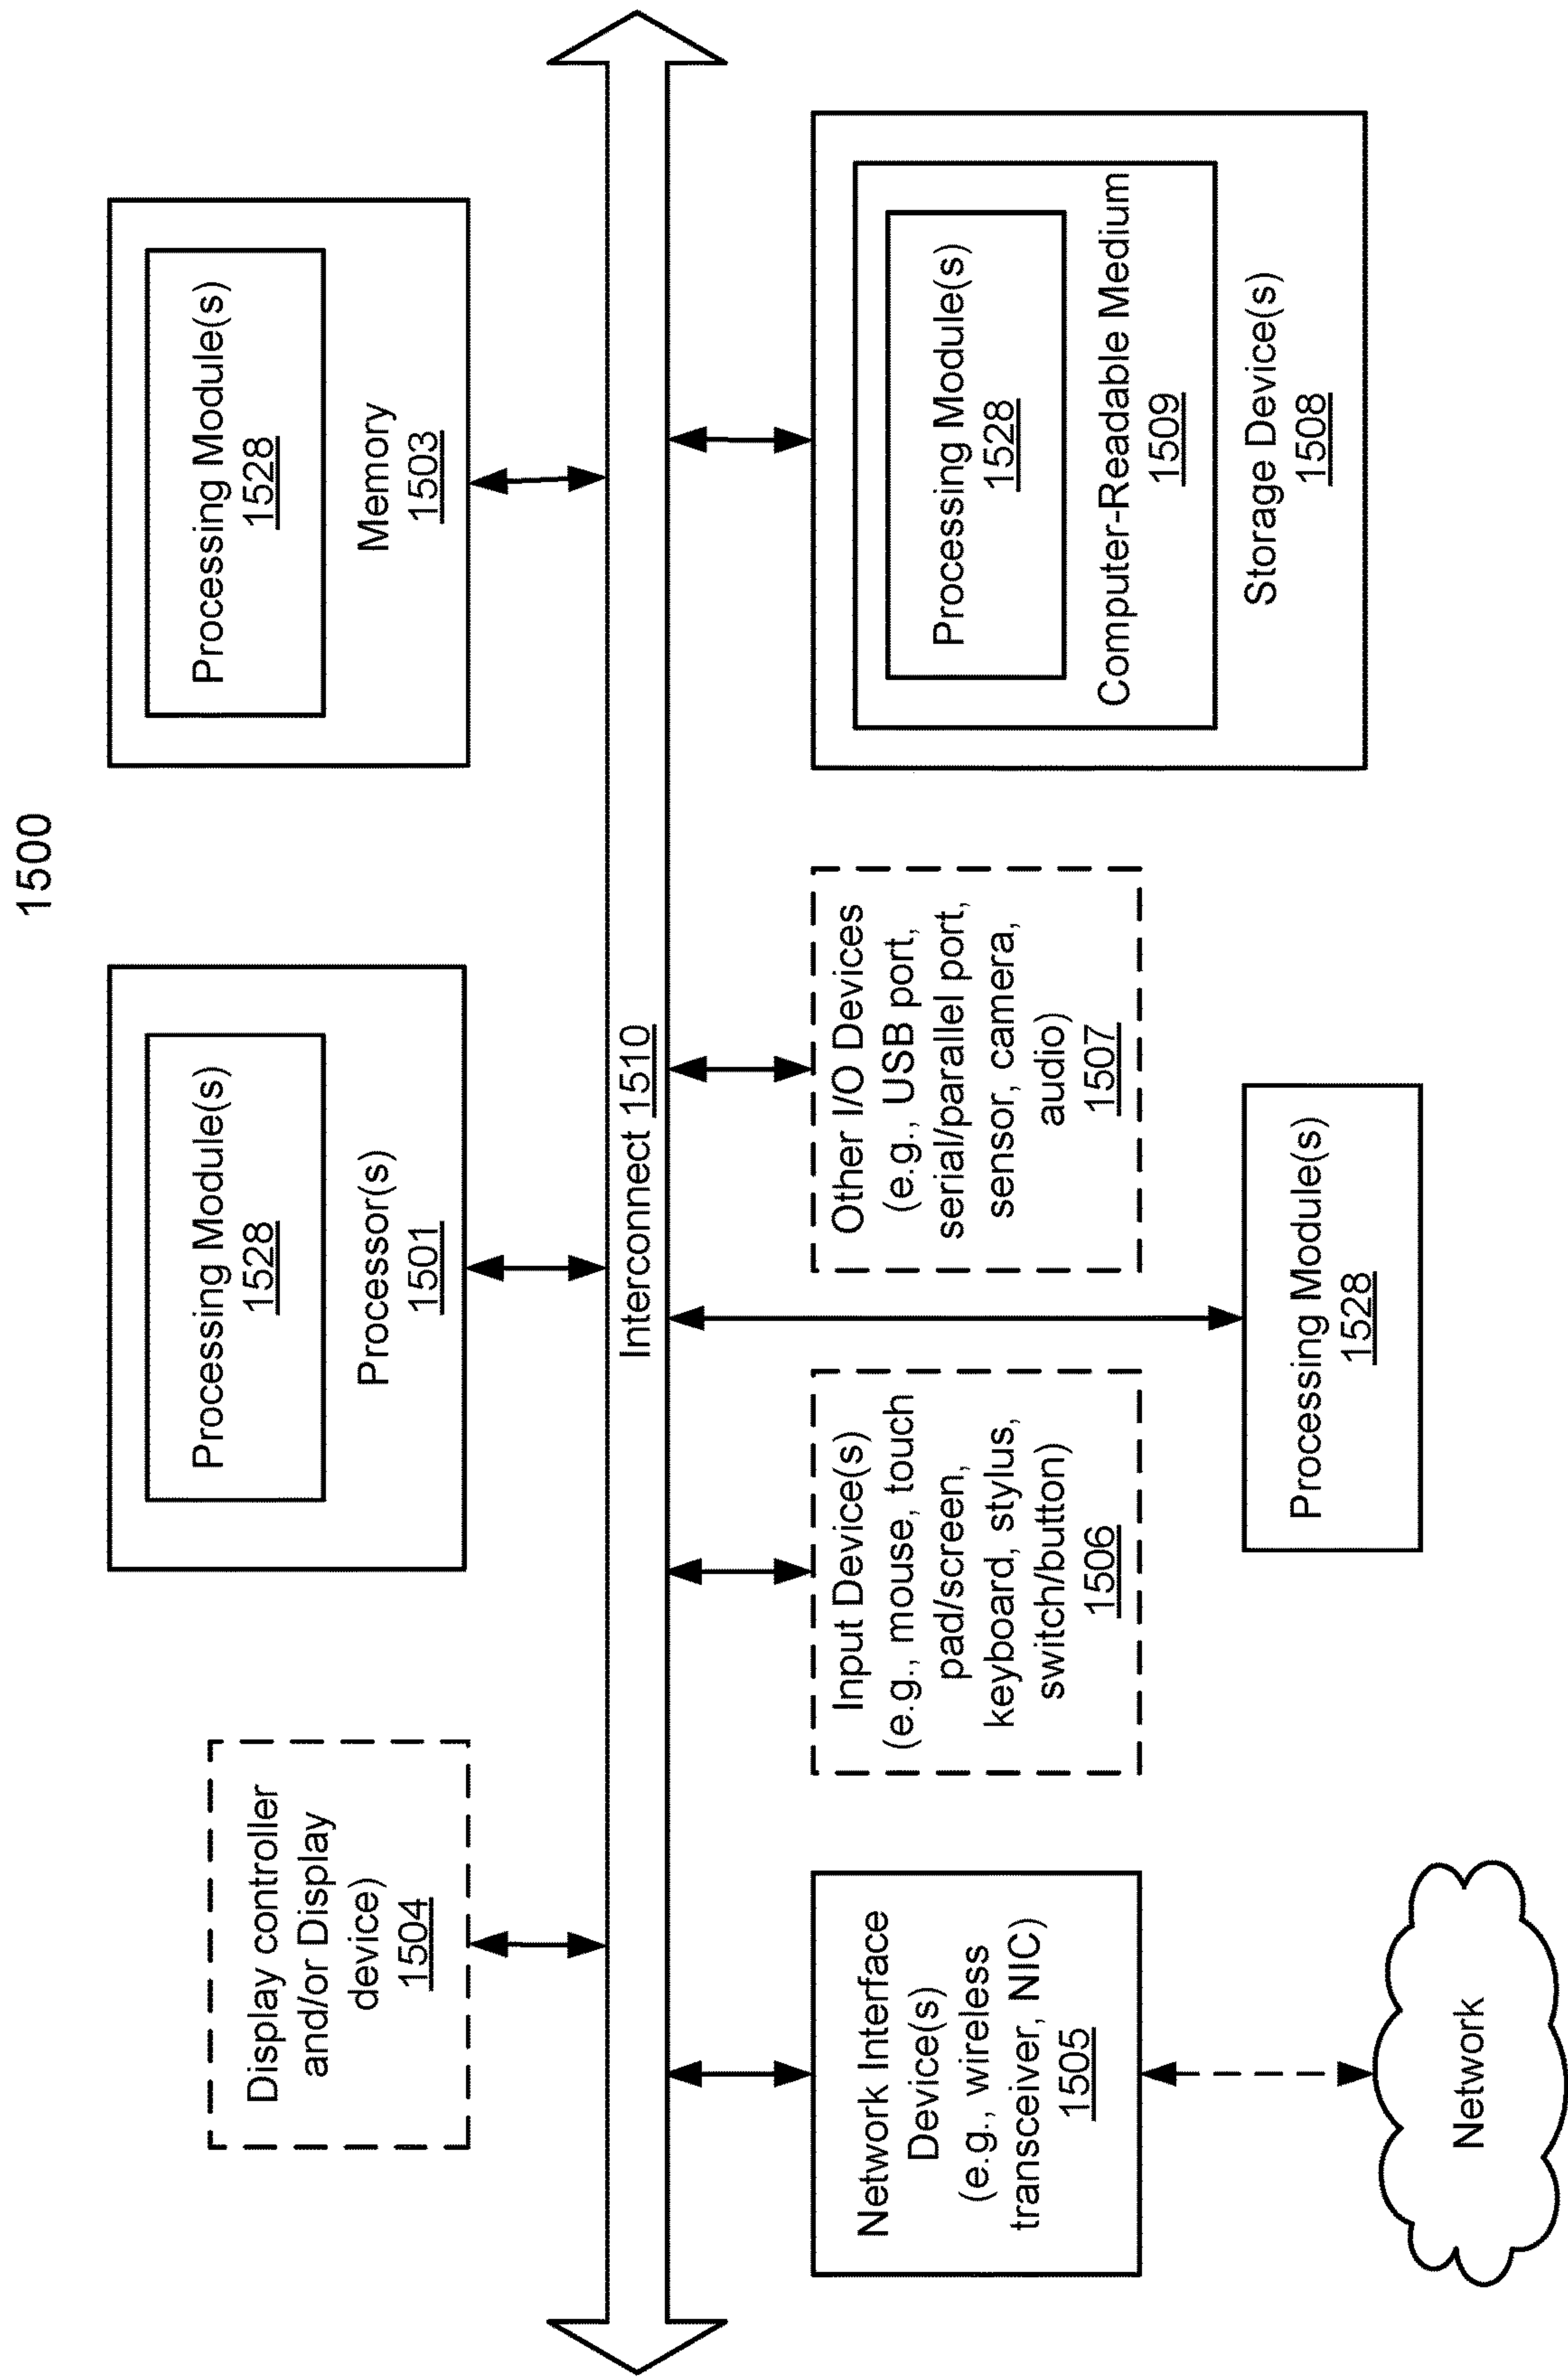 1500
Display controller
and/or Display
device)
1504
Processing Module(s)
1528
Processor(s)
1501
Processing Module(s)
1528
Memory
1503
Interconnect 1510
Network Interface
Device(s)
(e.g., wireless
transceiver, NIC)
1505
Input Device(s)
(e.g., mouse, touch
pad/screen,
keyboard, stylus,
switch/button)
1506
Other I/O Devices
(e.g., USB port,
serial/parallel port,
sensor, camera,
audio)
1507
Processing Module(s)
1528
Computer-Readable Medium
1509
Storage Device(s)
1508
Processing Module(s)
1528
Network